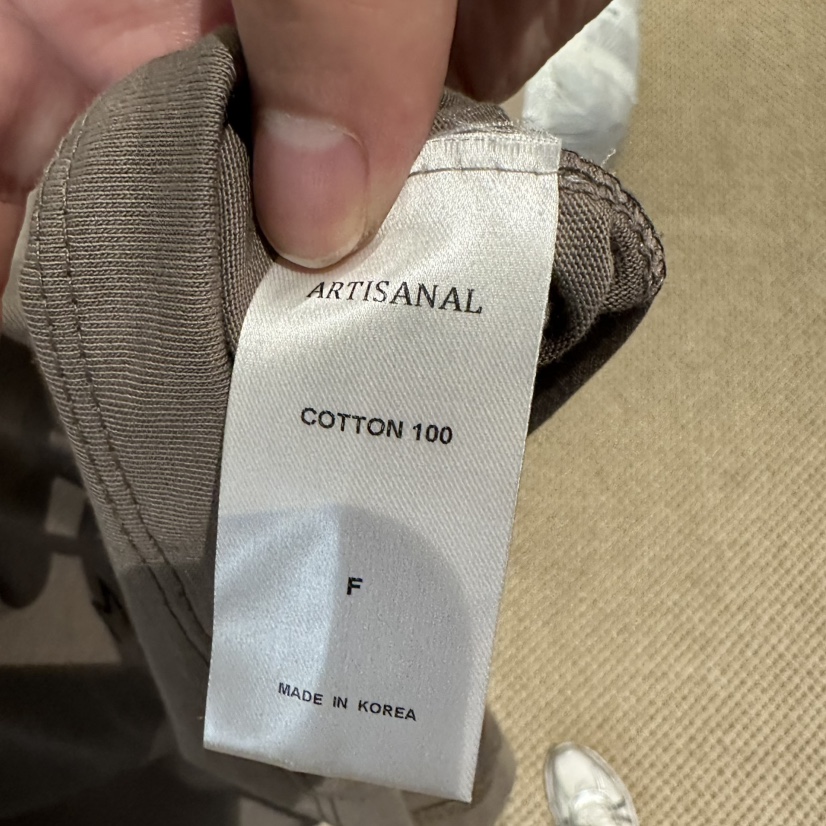 ARTISANAL
COTTON 100
F
MADE IN KOREA